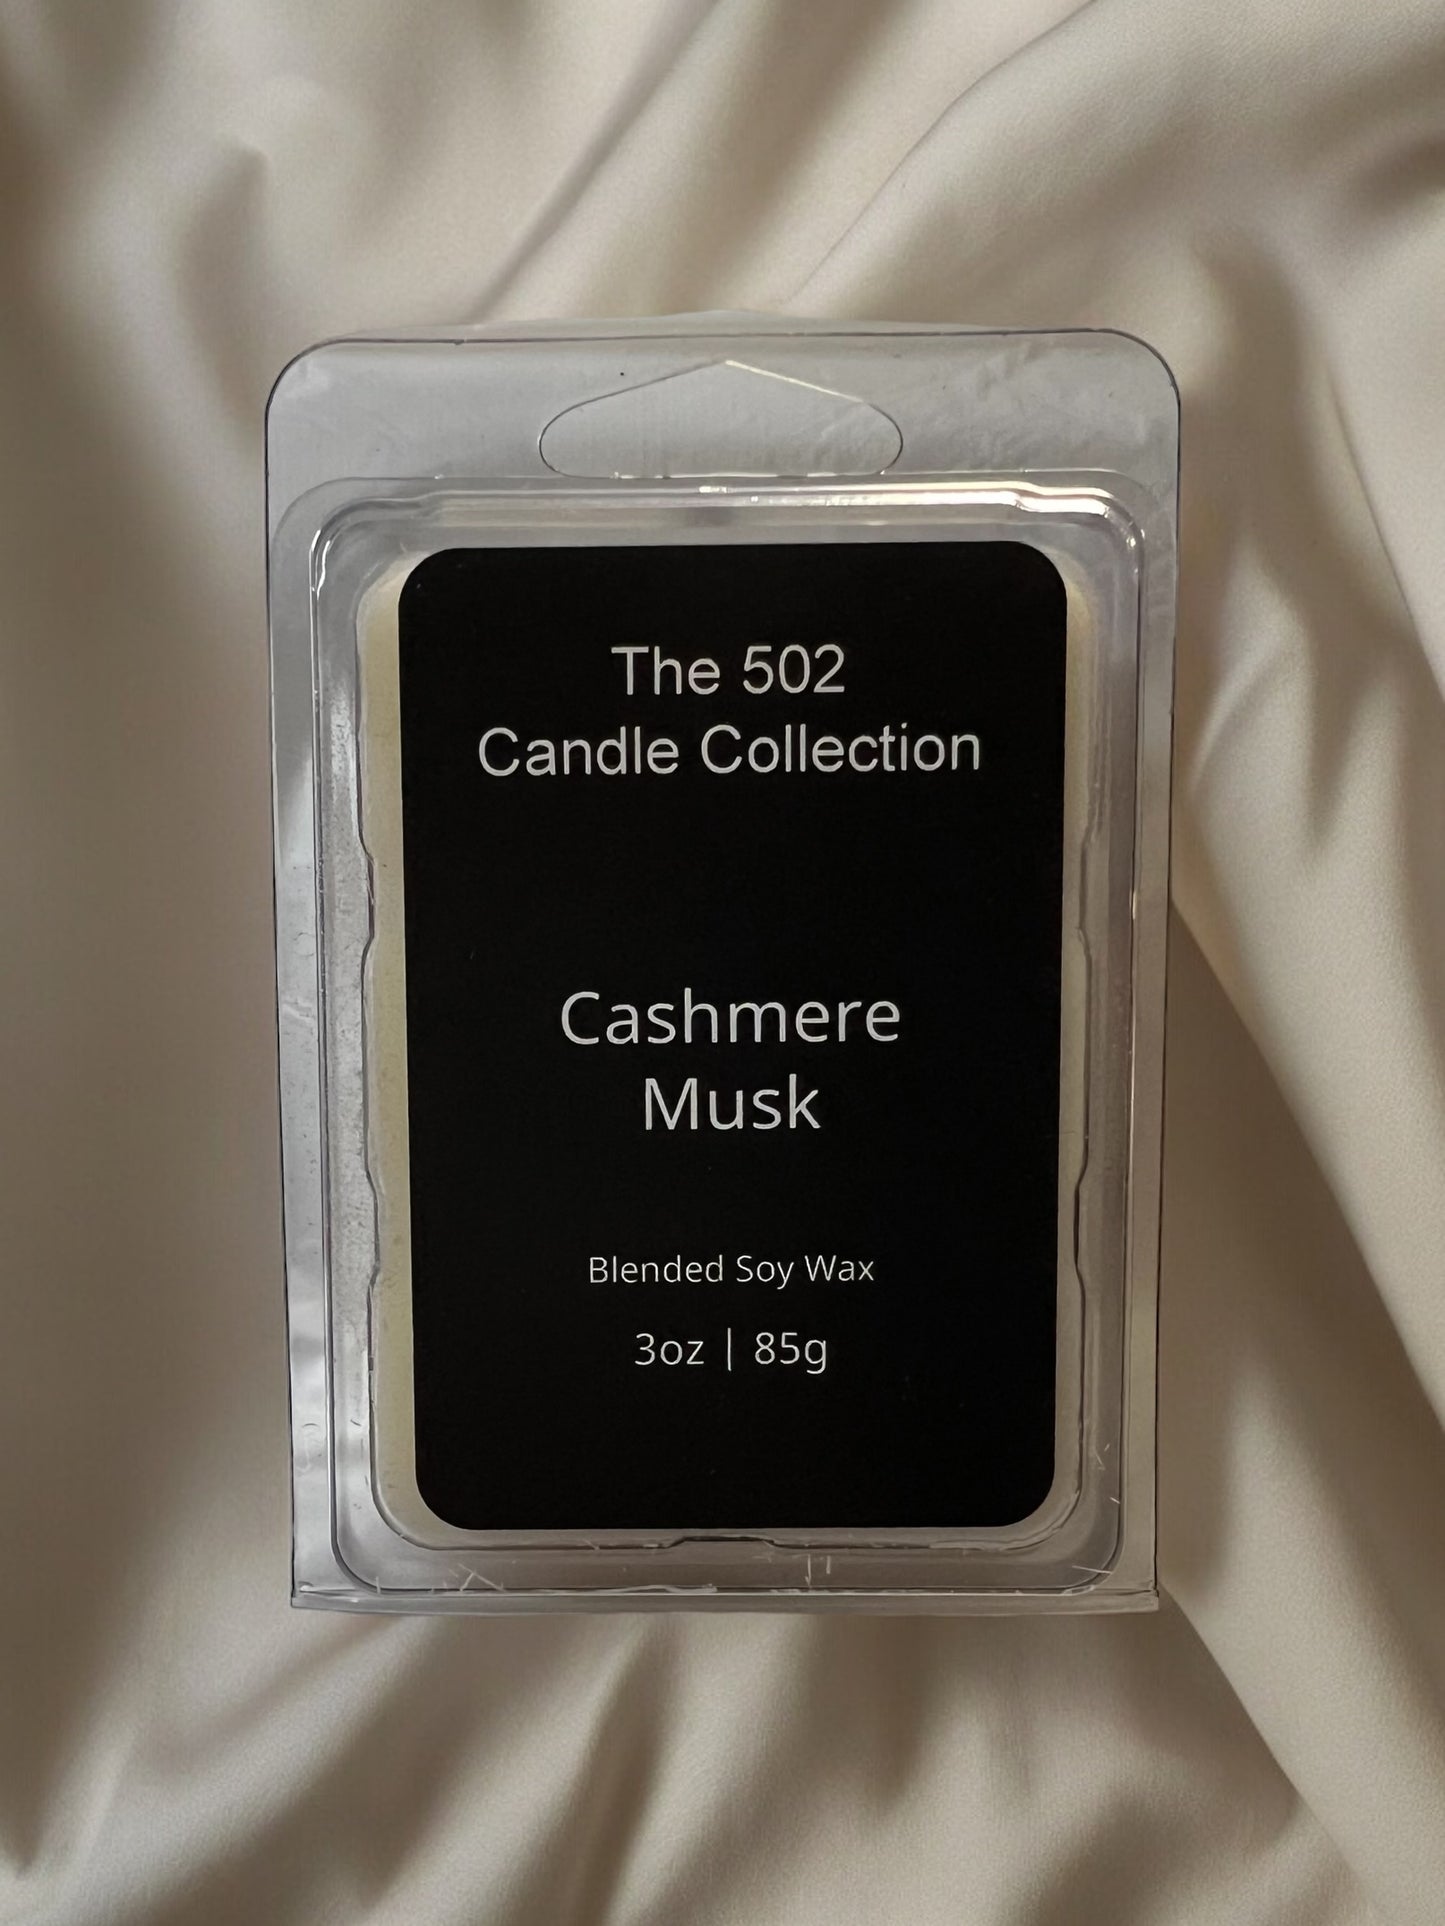 The 502
Candle Collection
Cashmere
Musk
Blended Soy Wax
3oz | 85g